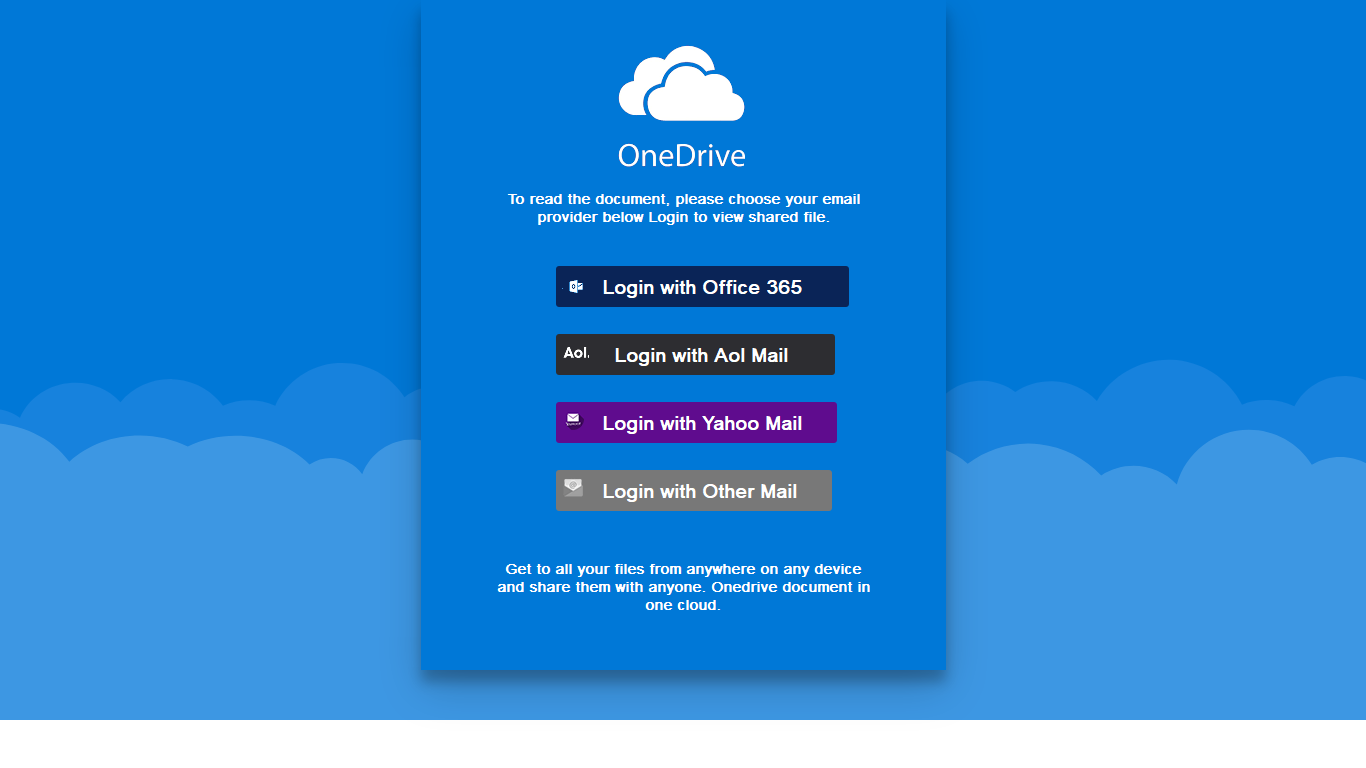 OneDrive
To read the document, please choose your email
provider below Login to view shared file.
Login with Office 365
Aol.
Login with Aol Mail
Login with Yahoo Mail
Login with Other Mail
Get to all your files from anywhere on any device
and share them with anyone. Onedrive document in
one cloud.